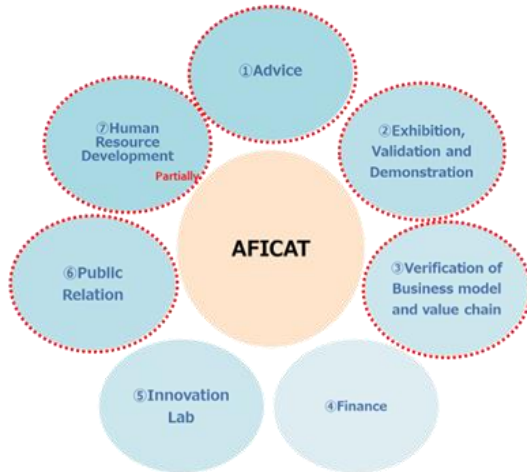 ①Advice
②Exhibition,
Validation and
Demonstration
③Verification of
Business model
and value chain
④Finance
⑤Innovation
Lab
⑥Public
Relation
⑦Human
Resource
Development
Partially
AFICAT